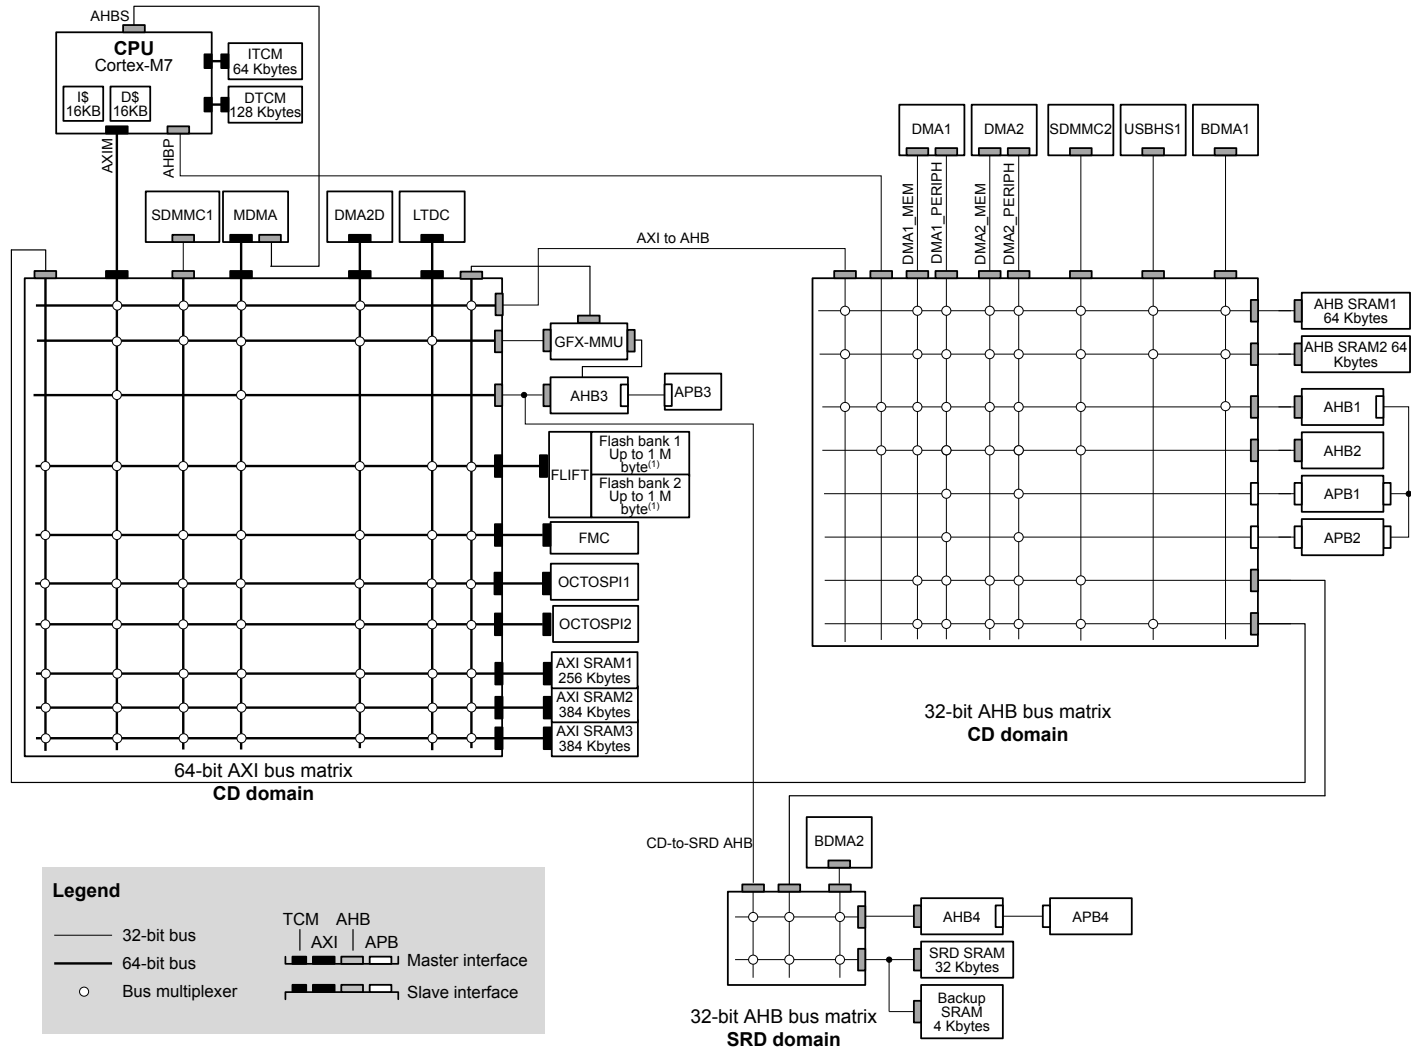 AHBS
CPU
Cortex-M7
I$
16KB
D$
16KB
ITCM
64 Kbytes
DTCM
128 Kbytes
AXIM
AHBP
SDMMC1
MDMA
DMA2D
LTDC
AXI to AHB
DMA1
DMA2
SDMMC2
USBHS1
BDMA1
DMA1_MEM
DMA1_PERIPH
DMA2_MEM
DMA2_PERIPH
GFX-MMU
AHB3
APB3
FLIFT
Flash bank 1
Up to 1 M
byte(1)
Flash bank 2
Up to 1 M
byte(1)
FMC
OCTOSPI1
OCTOSPI2
AXI SRAM1
256 Kbytes
AXI SRAM2
384 Kbytes
AXI SRAM3
384 Kbytes
64-bit AXI bus matrix
CD domain
AHB SRAM1
64 Kbytes
AHB SRAM2 64
Kbytes
AHB1
AHB2
APB1
APB2
32-bit AHB bus matrix
CD domain
CD-to-SRD AHB
BDMA2
AHB4
APB4
SRD SRAM
32 Kbytes
Backup
SRAM
4 Kbytes
32-bit AHB bus matrix
SRD domain
Legend
32-bit bus
64-bit bus
Bus multiplexer
TCM
AHB
AXI
APB
Master interface
Slave interface